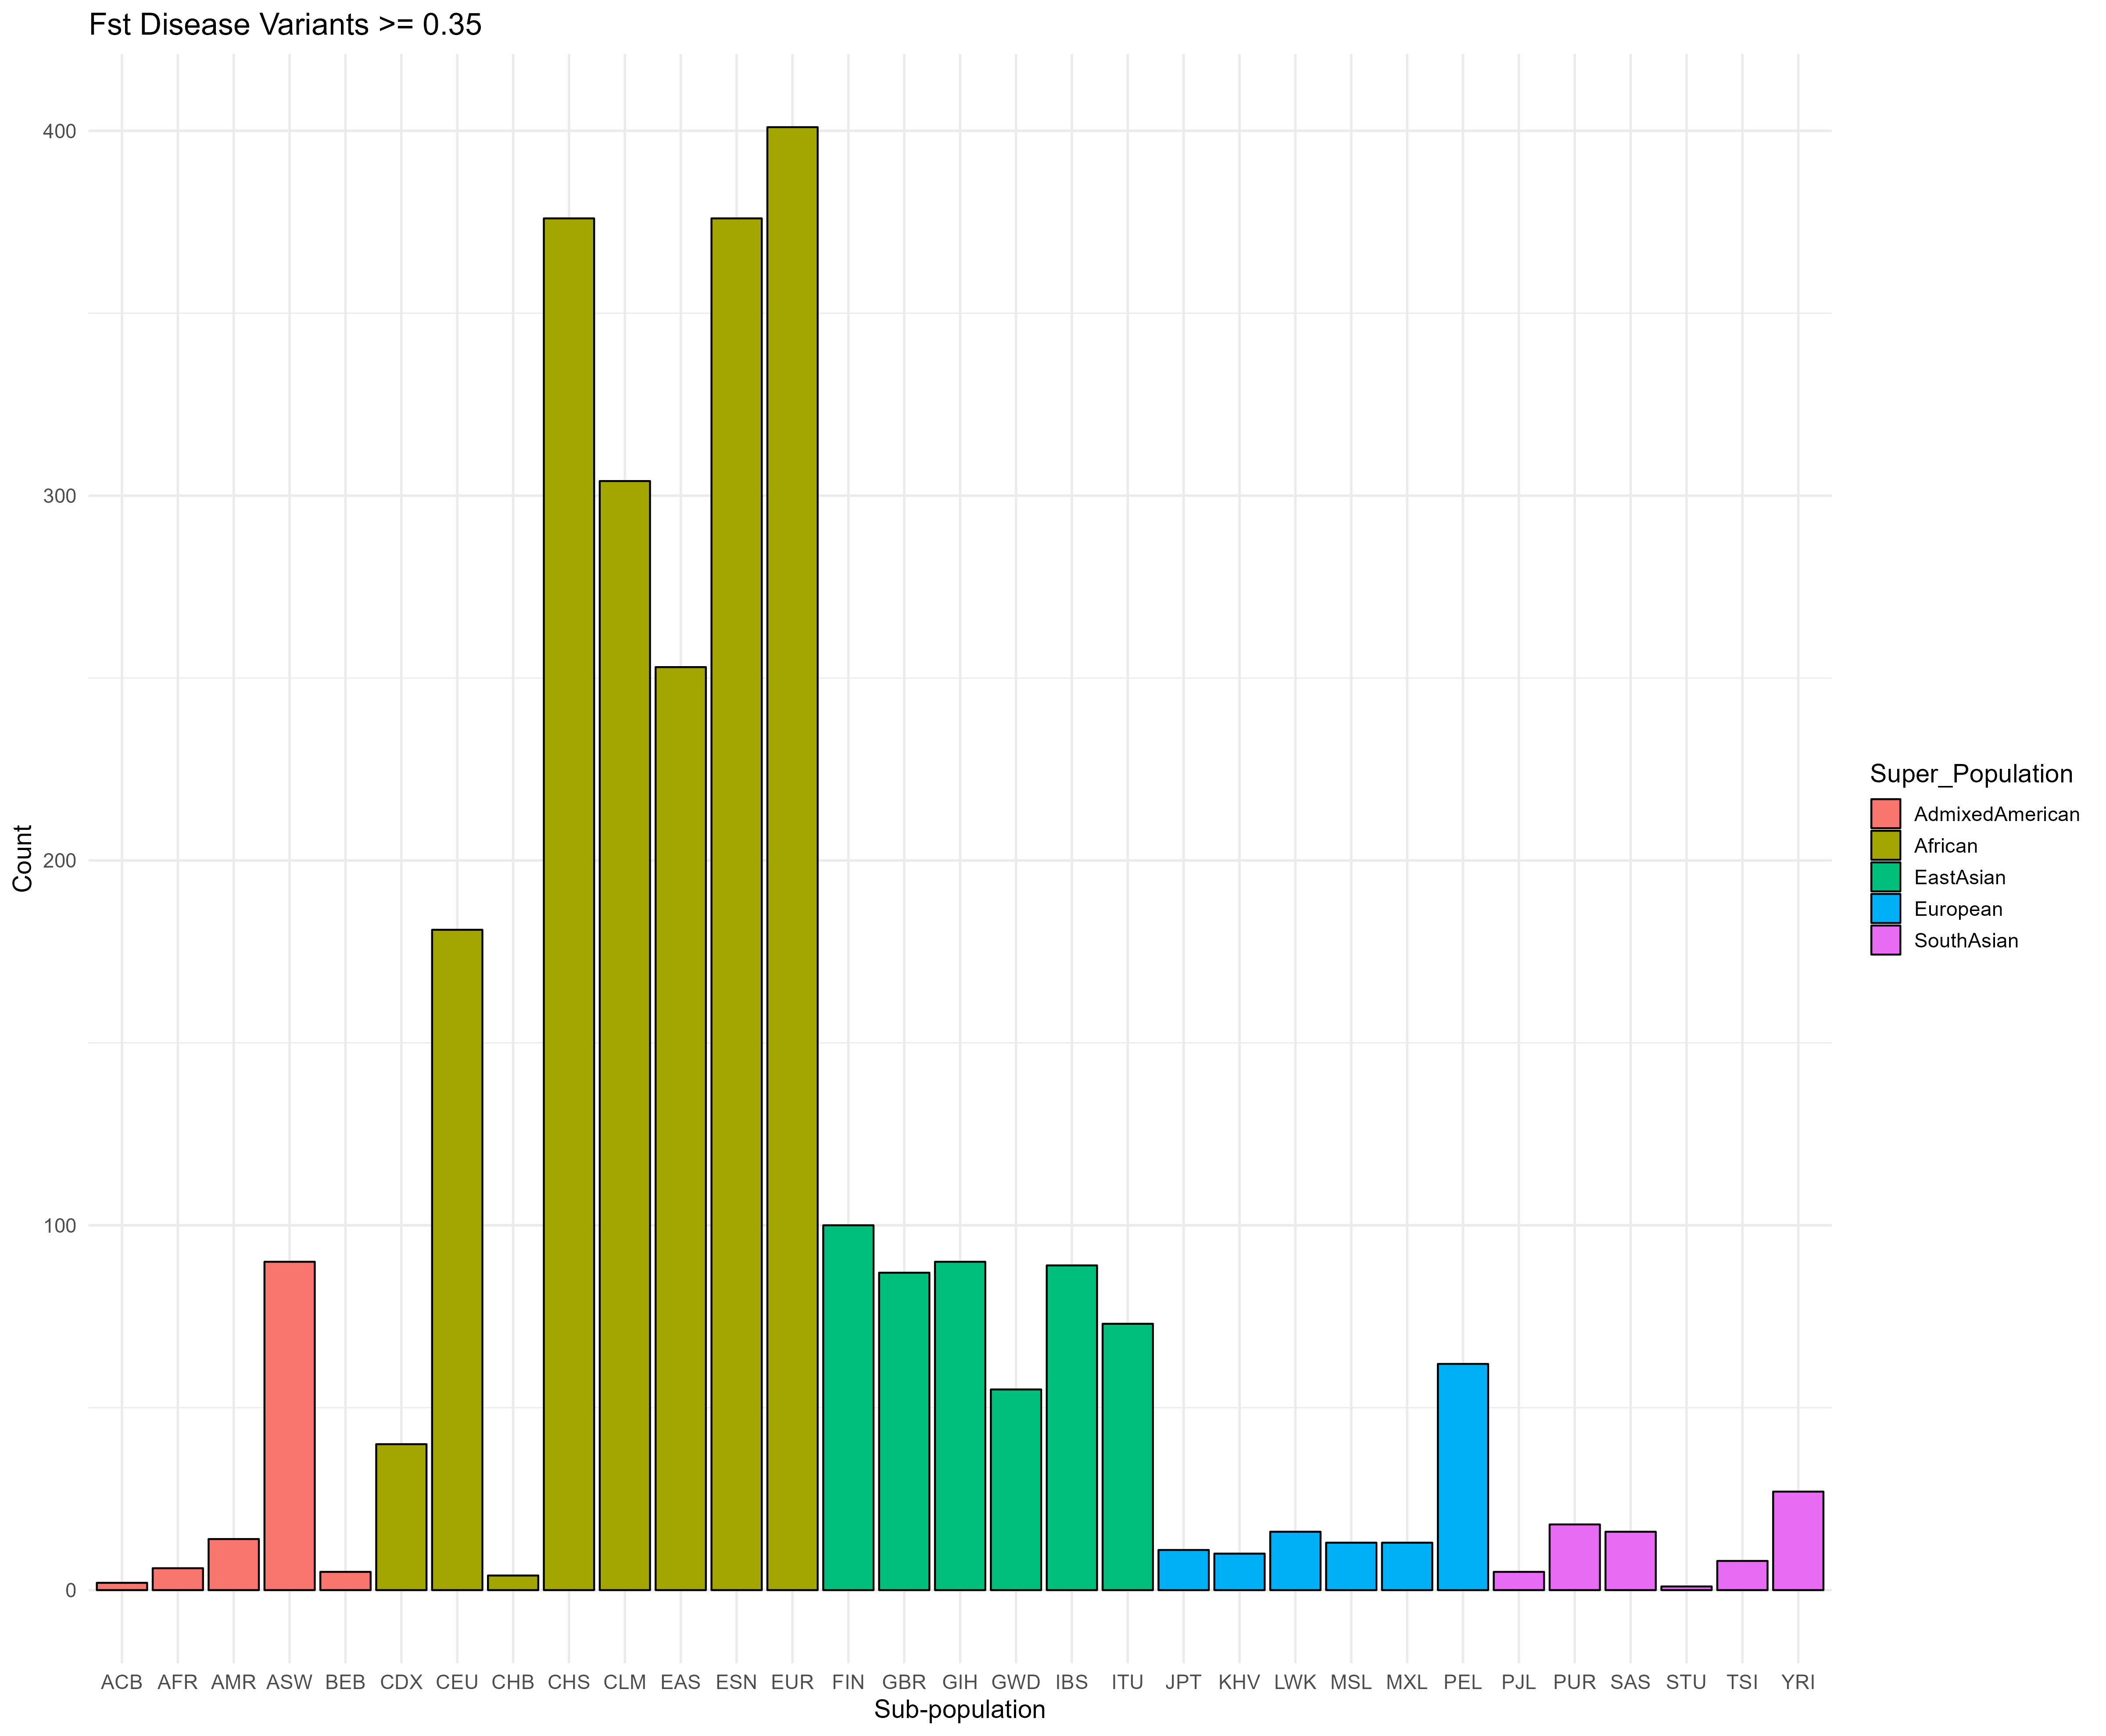 Fst Disease Variants >= 0.35
400
300
200
100
0
Count
ACB AFR AMR ASW BEB CDX CEU CHB CHS CLM EAS ESN EUR FIN GBR GIH GWD IBS ITU JPT KHV LWK MSL MXL PEL PJL PUR SAS STU TSI YRI
Sub-population
Super_Population
AdmixedAmerican
African
EastAsian
European
SouthAsian